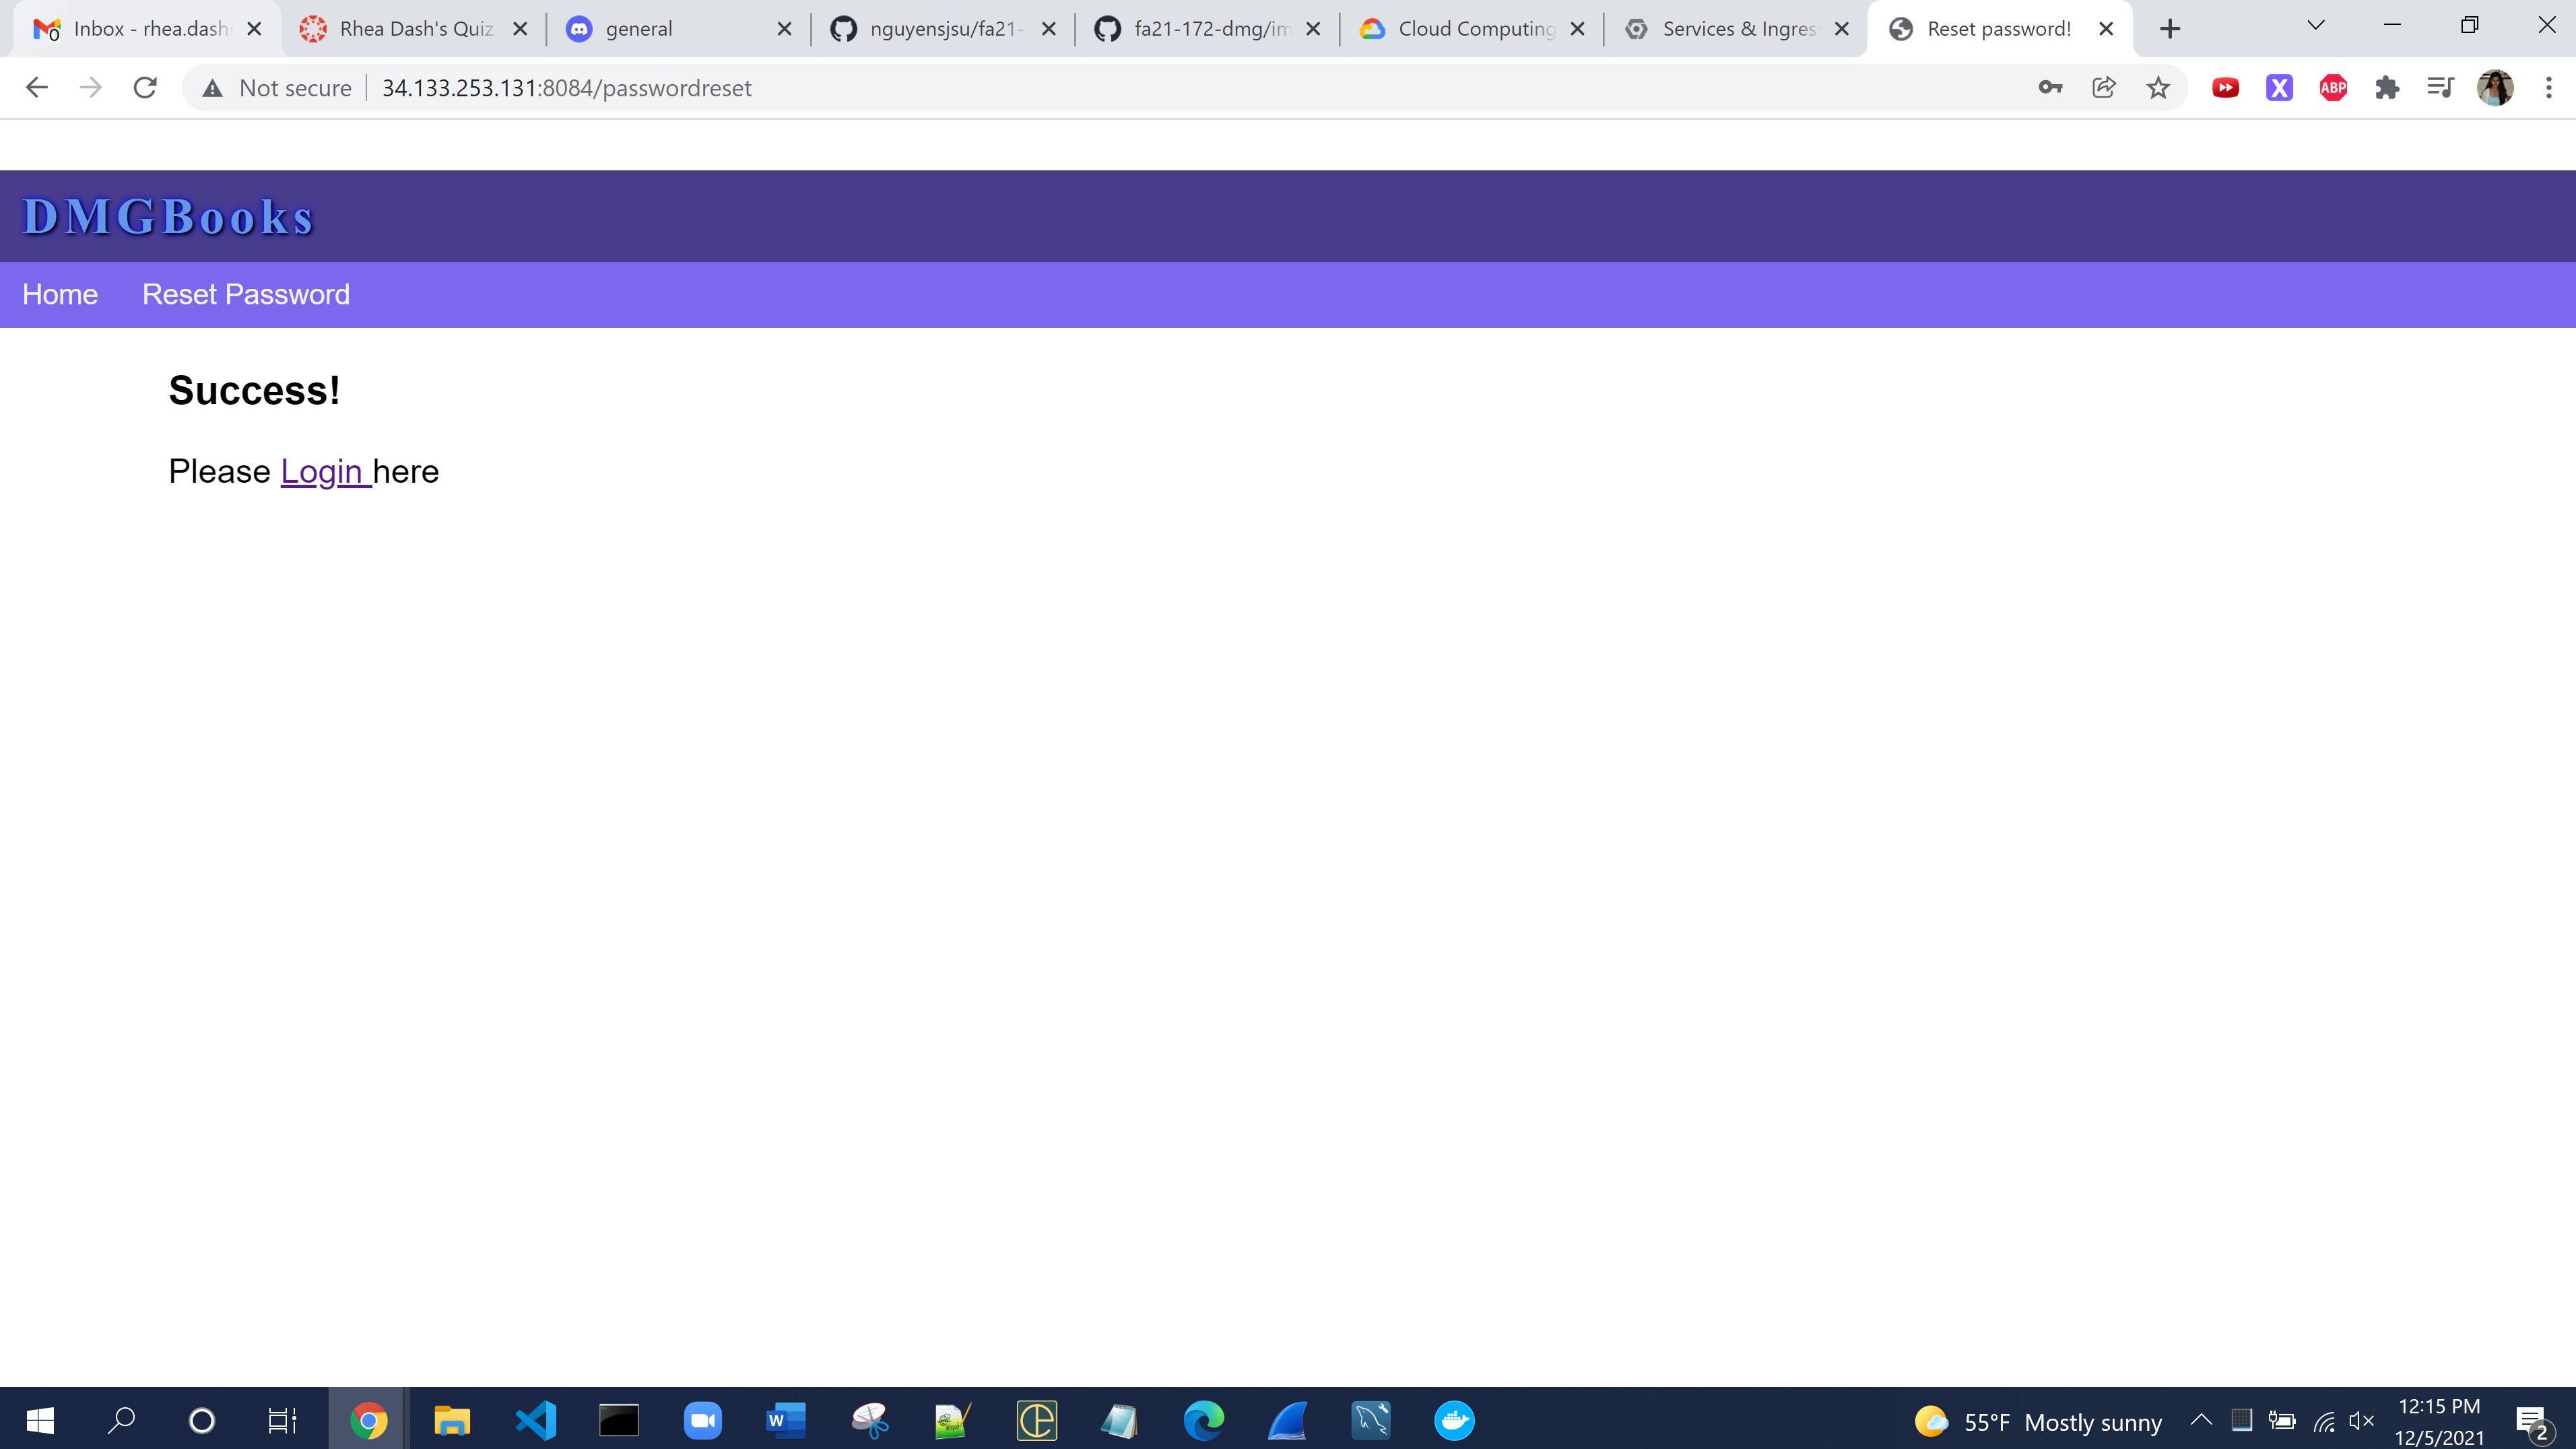 Inbox - rhea.dash
Rhea Dash's Quiz
general
nguyensjsu/fa21-
fa21-172-dmg/im
Cloud Computing
Services & Ingres
Reset password!
Not secure
34.133.253.131:8084/passwordreset
X
ABP
DMGBooks
Home
Reset Password
Success!
Please Login here
W
55°F Mostly sunny
12:15 PM
12/5/2021
2